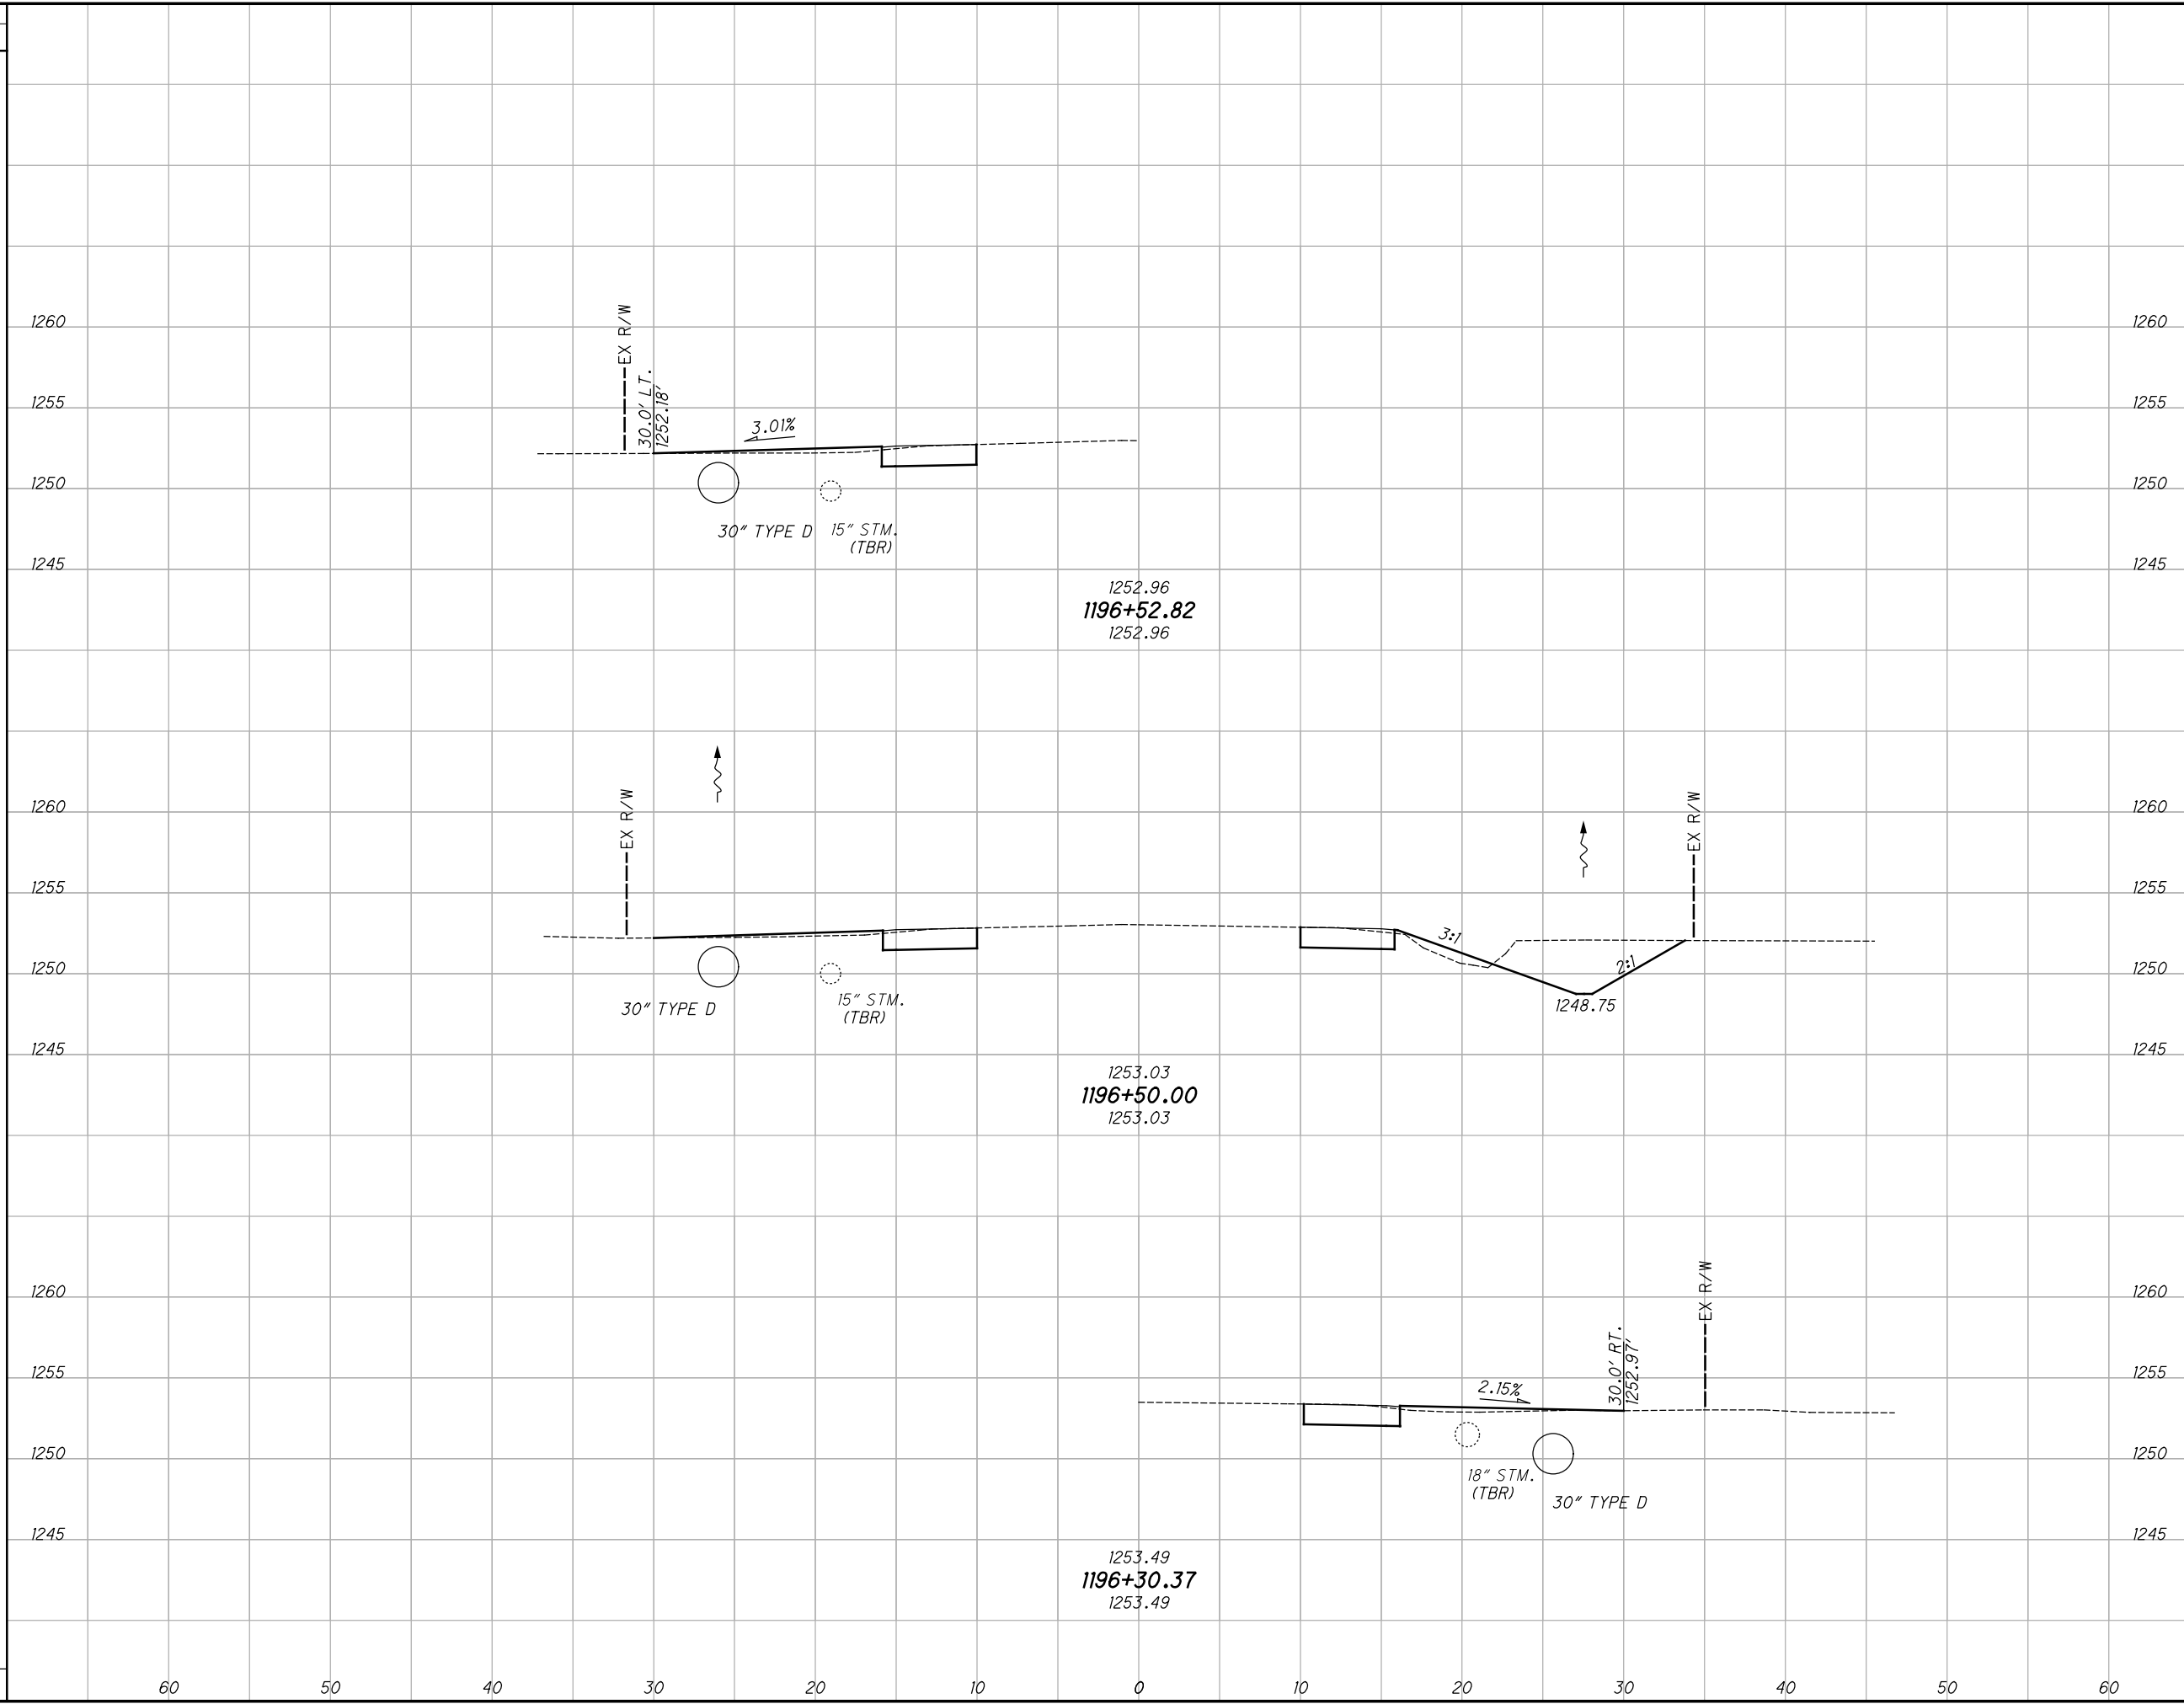 EX R/W
1260
1260
30.0' LT.
1252.18'
1255
1255
3.01%
1250
1250
30" TYPE D
15" STM.
(TBR)
1245
1245
1252.96
1196+52.82
1252.96
EX R/W
EX R/W
1260
1260
1255
1255
3:1
2:1
1250
1250
1248.75
30" TYPE D
15" STM.
(TBR)
1245
1245
1253.03
1196+50.00
1253.03
EX R/W
1260
1260
30.0' RT.
1252.97'
1255
1255
2.15%
1250
1250
18" STM.
(TBR)
30" TYPE D
1245
1245
1253.49
1196+30.37
1253.49
60 50 40 30 20 10 0 10 20 30 40 50 60